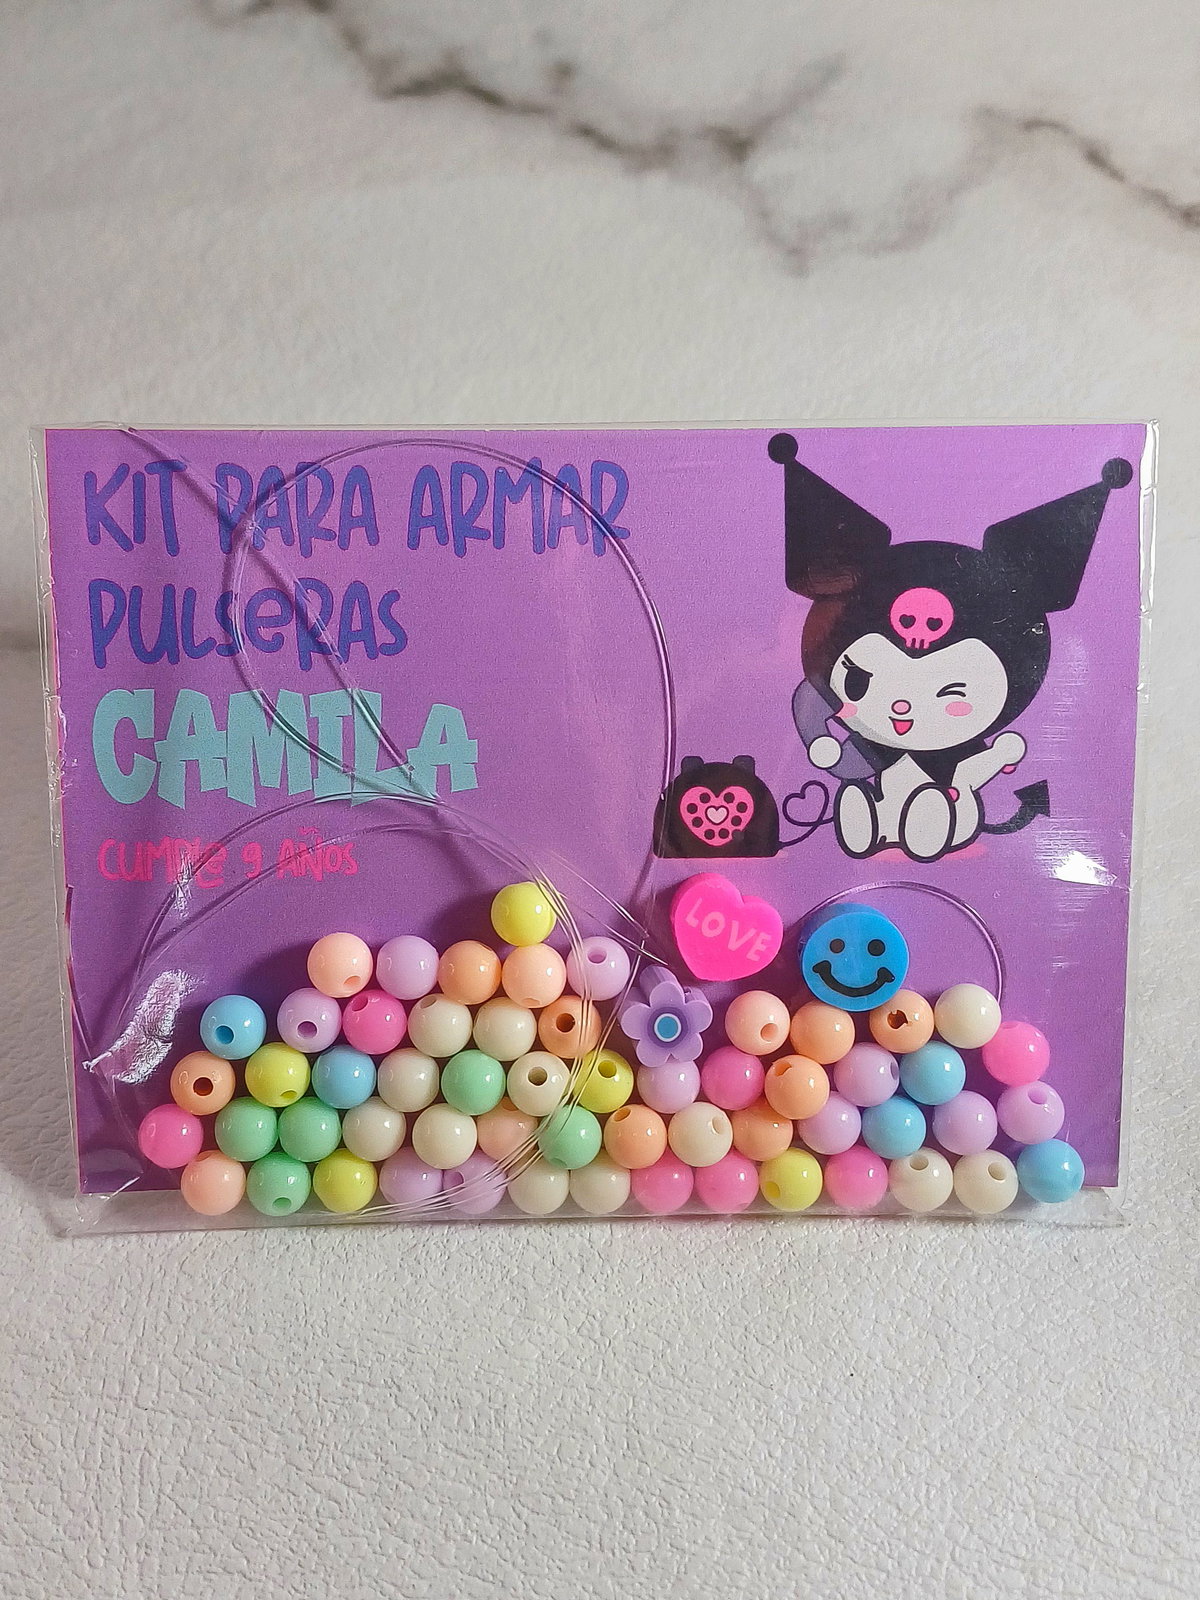 KIT PARA ARMAR
PULSERAS
CAMILA
CUMPLE 9 AÑOS
LOVE